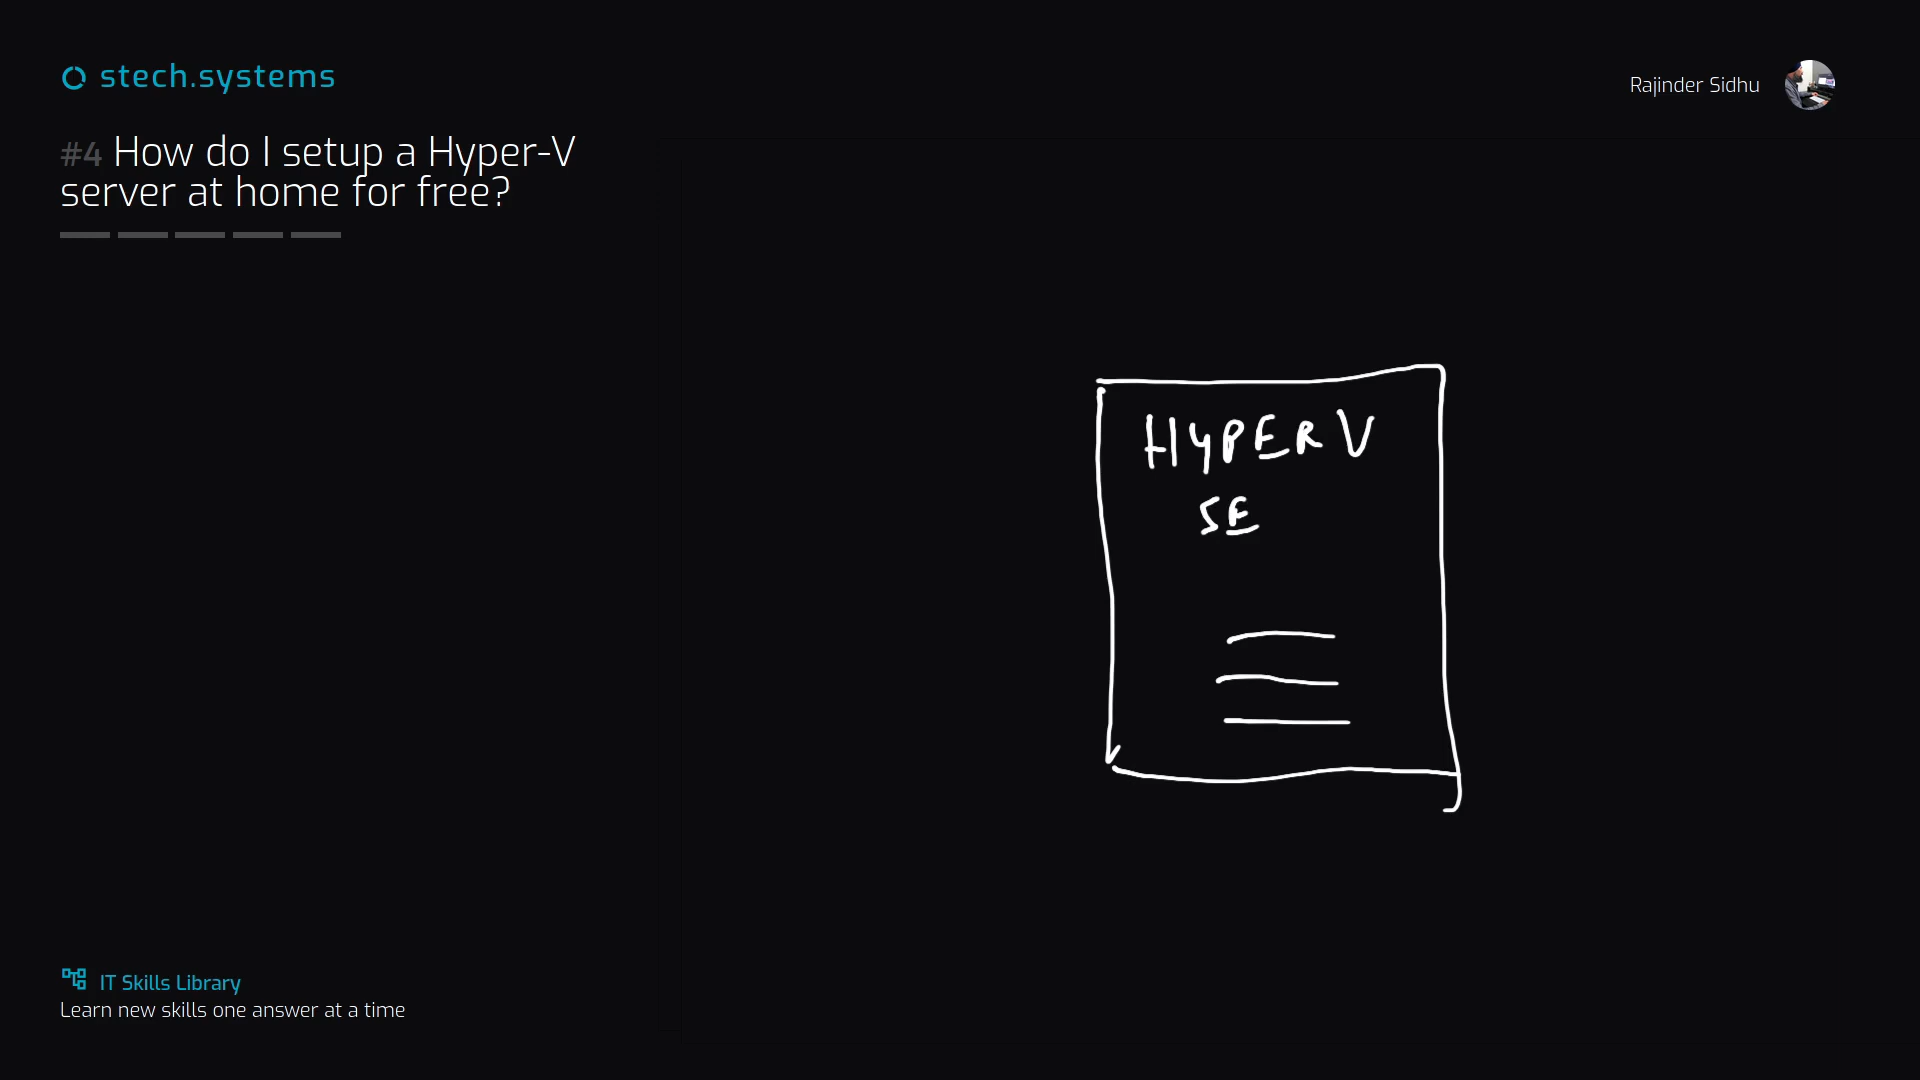 stech.systems
Rajinder Sidhu
#4 How do I setup a Hyper-V
server at home for free?
HYPER V
SE
IT Skills Library
Learn new skills one answer at a time